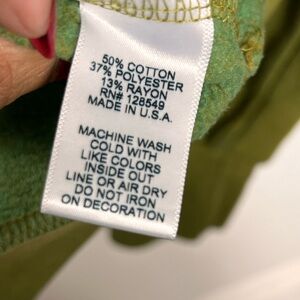 50% COTTON
37% POLYESTER
13% RAYON
RN# 128549
MADE IN U.S.A.
MACHINE WASH
COLD WITH
LIKE COLORS
INSIDE OUT
LINE OR AIR DRY
DO NOT IRON
ON DECORATION